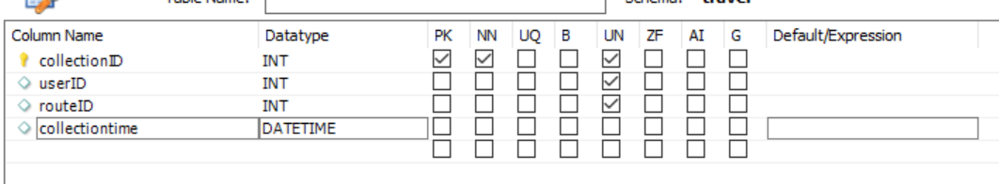 Table Name: Schema: travel
Column Name Datatype PK NN UQ B UN ZF AI G Default/Expression
collectionID INT
userID INT
routeID INT
collectiontime DATETIME